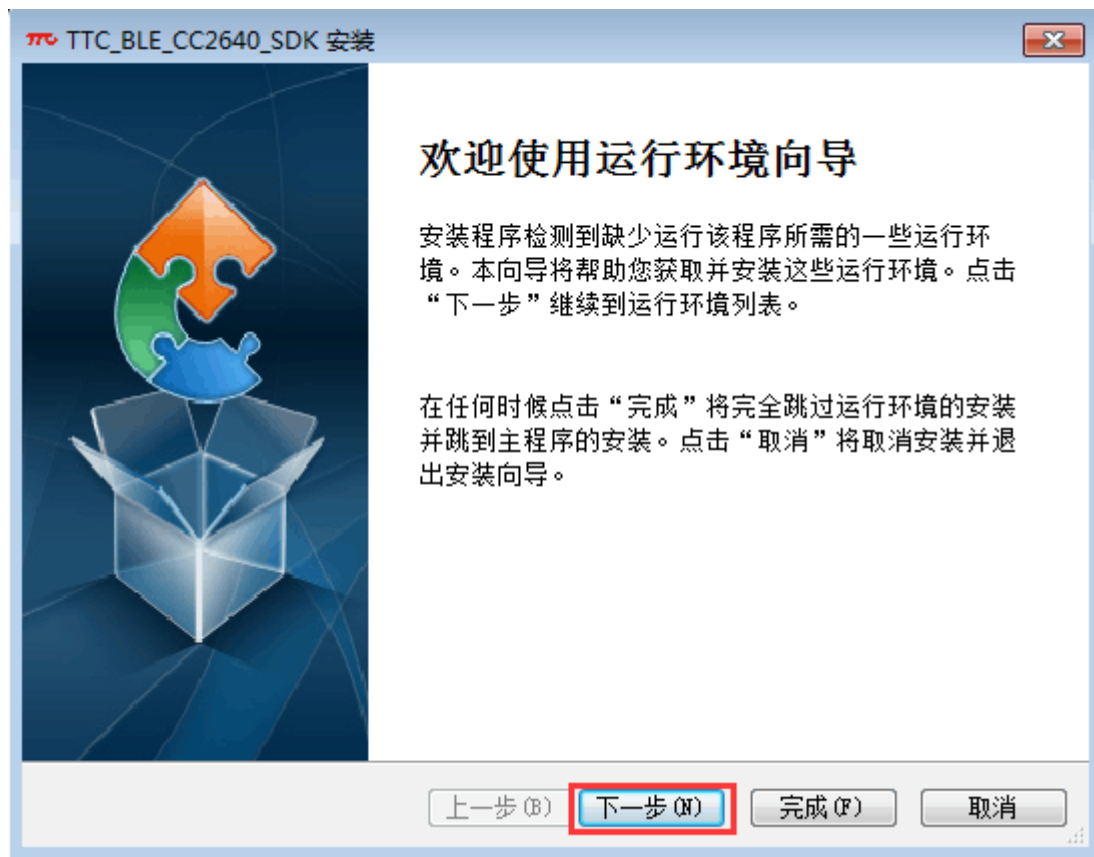 TTC TTC_BLE_CC2640_SDK 安装
欢迎使用运行环境向导
安装程序检测到缺少运行该程序所需的一些运行环
境。本向导将帮助您获取并安装这些运行环境。点击
“下一步”继续到运行环境列表。
在任何时候点击“完成”将完全跳过运行环境的安装
并跳到主程序的安装。点击“取消”将取消安装并退
出安装向导。
上一步(B) 下一步(N) 完成(F) 取消